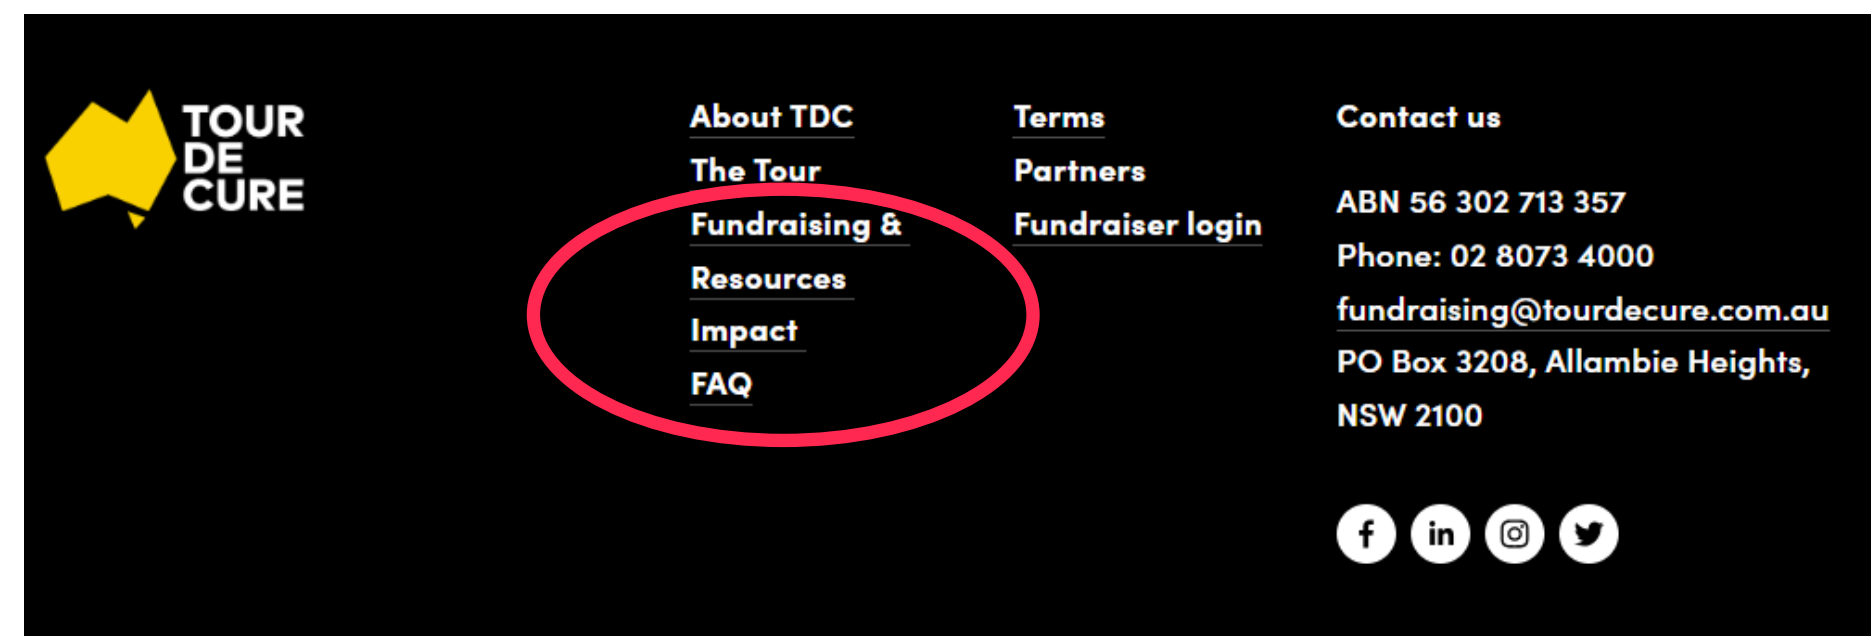 TOUR
DE
CURE
About TDC
The Tour
Fundraising &
Resources
Impact
FAQ
Terms
Partners
Fundraiser login
Contact us
ABN 56 302 713 357
Phone: 02 8073 4000
fundraising@tourdecure.com.au
PO Box 3208, Allambie Heights,
NSW 2100
f
in